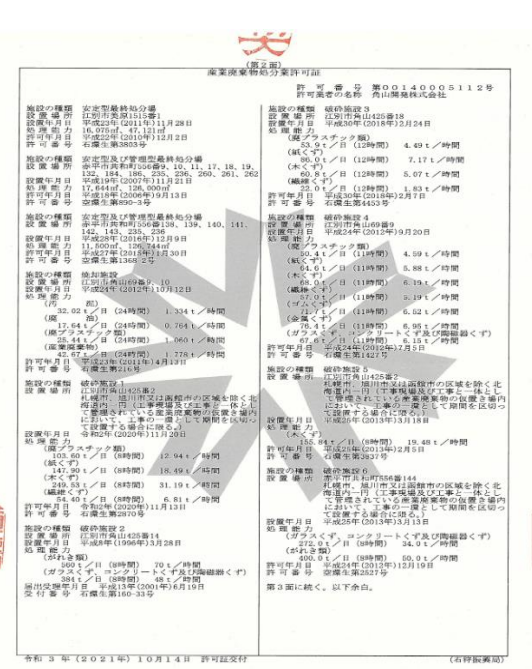 (第2面)
産業廃棄物処分業許可証
許可番号 第00140005112号
許可業者の名称 角山開発株式会社
施設の種類 安定型最終処分場
設置場所 江別市美原1515番1
設置年月日 平成23年(2011年)11月28日
処理能力 16,075㎡、47,121㎥
許可年月日 平成22年(2010年)12月2日
許可番号 石環生第3803号
施設の種類 安定型及び管理型最終処分場
設置場所 赤平市共和町556番9、10、11、17、18、19、
132、184、186、235、236、260、261、262
設置年月日 平成19年(2007年)11月21日
処理能力 17,644㎡、126,000㎥
許可年月日 平成18年(2006年)9月13日
許可番号 石環生第890-3号
施設の種類 安定型及び管理型最終処分場
設置場所 赤平市共和町556番138、139、140、141、
142、143、235、236
設置年月日 平成28年(2016年)12月9日
処理能力 11,500㎡、126,744㎥
許可年月日 平成27年(2015年)1月30日
許可番号 空環生第1368-2号
施設の種類 焼却施設
設置場所 江別市角山69番9、10
設置年月日 平成24年(2012年)10月12日
処理能力
(汚泥)
32.02t/日(24時間) 1.334t/時間
(廃油)
17.64t/日(24時間) 0.764t/時間
(廃プラスチック類)
25.44t/日(24時間) 1.060t/時間
(産業廃棄物)
42.67t/日(24時間) 1.778t/時間
許可年月日 平成23年(2011年)4月13日
許可番号 石環生第216号
施設の種類 破砕施設1
設置場所 江別市角山425番2
札幌市、旭川市又は函館市の区域を除く北
海道内一円(工事現場及び工事と一体とし
て管理されている産業廃棄物の仮置き場内
において、工事の一環として期間を区切っ
て設置する場合に限る。)
設置年月日 令和2年(2020年)11月20日
処理能力
(廃プラスチック類)
103.60t/日(8時間) 12.94t/時間
(紙くず)
147.90t/日(8時間) 18.49t/時間
(木くず)
249.53t/日(8時間) 31.19t/時間
(繊維くず)
54.40t/日(8時間) 6.81t/時間
許可年月日 令和2年(2020年)11月13日
許可番号 石環生第2870号
施設の種類 破砕施設2
設置場所 江別市角山425番14
設置年月日 平成8年(1996年)3月28日
処理能力
(がれき類)
560t/日(8時間) 70t/時間
(ガラスくず、コンクリートくず及び陶磁器くず)
384t/日(8時間) 48t/時間
届出受理年月日 平成13年(2001年)6月19日
受付番号 石環生第160-33号
施設の種類 破砕施設3
設置場所 江別市角山425番18
設置年月日 平成30年(2018年)2月24日
処理能力
(廃プラスチック類)
53.9t/日(12時間) 4.49t/時間
(紙くず)
86.0t/日(12時間) 7.17t/時間
(木くず)
60.8t/日(12時間) 5.07t/時間
(繊維くず)
22.0t/日(12時間) 1.83t/時間
許可年月日 平成30年(2018年)2月7日
許可番号 石環生第4453号
施設の種類 破砕施設4
設置場所 江別市角山69番9
設置年月日 平成24年(2012年)9月20日
処理能力
(廃プラスチック類)
50.4t/日(11時間) 4.59t/時間
(紙くず)
64.6t/日(11時間) 5.88t/時間
(木くず)
68.0t/日(11時間) 6.19t/時間
(繊維くず)
57.0t/日(11時間) 5.19t/時間
(ゴムくず)
71.7t/日(11時間) 6.52t/時間
(金属くず)
76.4t/日(11時間) 6.95t/時間
(ガラスくず、コンクリートくず及び陶磁器くず)
67.6t/日(11時間) 6.15t/時間
許可年月日 平成24年(2012年)7月5日
許可番号 石環生第1427号
施設の種類 破砕施設5
設置場所 江別市角山425番2
札幌市、旭川市又は函館市の区域を除く北
海道内一円(工事現場及び工事と一体とし
て管理されている産業廃棄物の仮置き場内
において、工事の一環として期間を区切っ
て設置する場合に限る。)
設置年月日 平成25年(2013年)3月18日
処理能力
(木くず)
155.84t/日(8時間) 19.48t/時間
許可年月日 平成25年(2013年)2月5日
許可番号 石環生第3837号
施設の種類 破砕施設6
設置場所 赤平市共和町556番144
札幌市、旭川市又は函館市の区域を除く北
海道内一円(工事現場及び工事と一体とし
て管理されている産業廃棄物の仮置き場内
において、工事の一環として期間を区切っ
て設置する場合に限る。)
設置年月日 平成25年(2013年)3月13日
処理能力
(ガラスくず、コンクリートくず及び陶磁器くず)
272.0t/日(8時間) 34.0t/時間
(がれき類)
400.0t/日(8時間) 50.0t/時間
許可年月日 平成24年(2012年)12月19日
許可番号 空環生第2527号
第3面に続く。以下余白。
令和3年(2021年)10月14日 許可証交付
(石狩振興局)